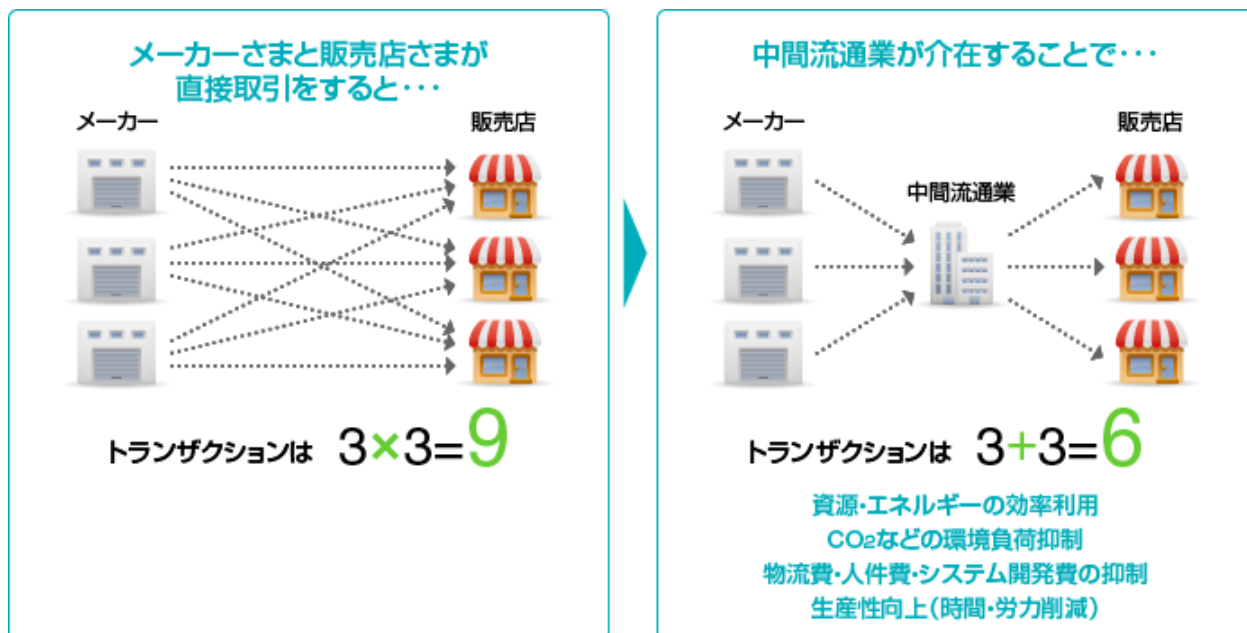 メーカーさまと販売店さまが
直接取引をすると･･･
メーカー
販売店
トランザクションは 3×3=9
中間流通業が介在することで･･･
メーカー
販売店
中間流通業
トランザクションは 3+3=6
資源･エネルギーの効率利用
CO₂などの環境負荷抑制
物流費･人件費･システム開発費の抑制
生産性向上(時間･労力削減)